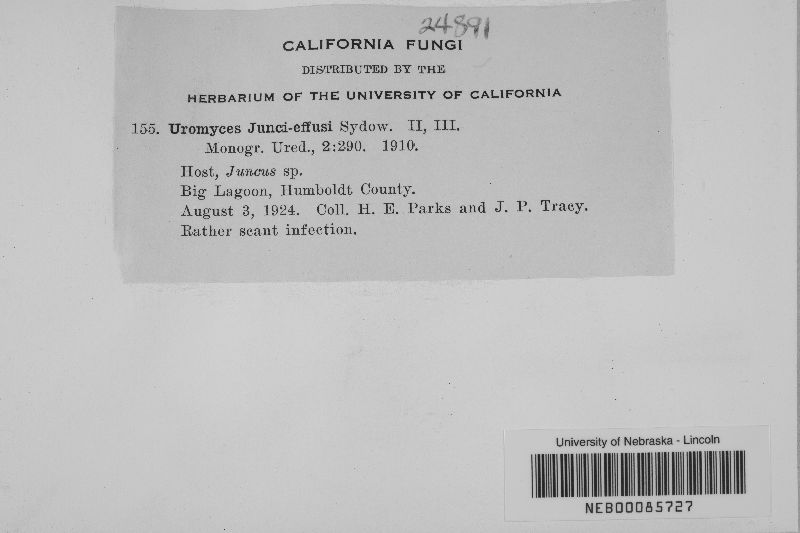 24891
CALIFORNIA FUNGI
DISTRIBUTED BY THE
HERBARIUM OF THE UNIVERSITY OF CALIFORNIA
155. Uromyces Junci-effusi Sydow. II, III.
Monogr. Ured., 2:290. 1910.
Host, Juncus sp.
Big Lagoon, Humboldt County.
August 3, 1924. Coll. H. E. Parks and J. P. Tracy.
Rather scant infection.
University of Nebraska - Lincoln
NEB00085727